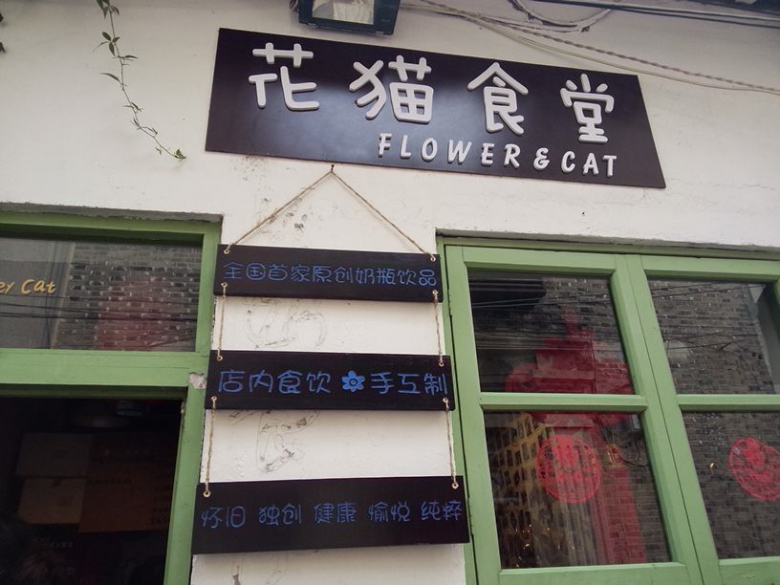 花猫食堂
FLOWER & CAT
全国首家原创奶瓶饮品
Cat
店内食饮 手工制
怀旧 独创 健康 愉悦 纯粹